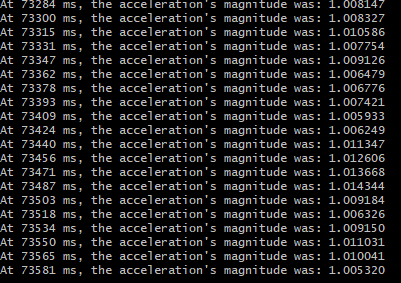 At 73284 ms, the acceleration's magnitude was: 1.008147
At 73300 ms, the acceleration's magnitude was: 1.008327
At 73315 ms, the acceleration's magnitude was: 1.010586
At 73331 ms, the acceleration's magnitude was: 1.007754
At 73347 ms, the acceleration's magnitude was: 1.009126
At 73362 ms, the acceleration's magnitude was: 1.006479
At 73378 ms, the acceleration's magnitude was: 1.006776
At 73393 ms, the acceleration's magnitude was: 1.007421
At 73409 ms, the acceleration's magnitude was: 1.005933
At 73424 ms, the acceleration's magnitude was: 1.006249
At 73440 ms, the acceleration's magnitude was: 1.011347
At 73456 ms, the acceleration's magnitude was: 1.012606
At 73471 ms, the acceleration's magnitude was: 1.013668
At 73487 ms, the acceleration's magnitude was: 1.014344
At 73503 ms, the acceleration's magnitude was: 1.009184
At 73518 ms, the acceleration's magnitude was: 1.006326
At 73534 ms, the acceleration's magnitude was: 1.009150
At 73550 ms, the acceleration's magnitude was: 1.011031
At 73565 ms, the acceleration's magnitude was: 1.010041
At 73581 ms, the acceleration's magnitude was: 1.005320